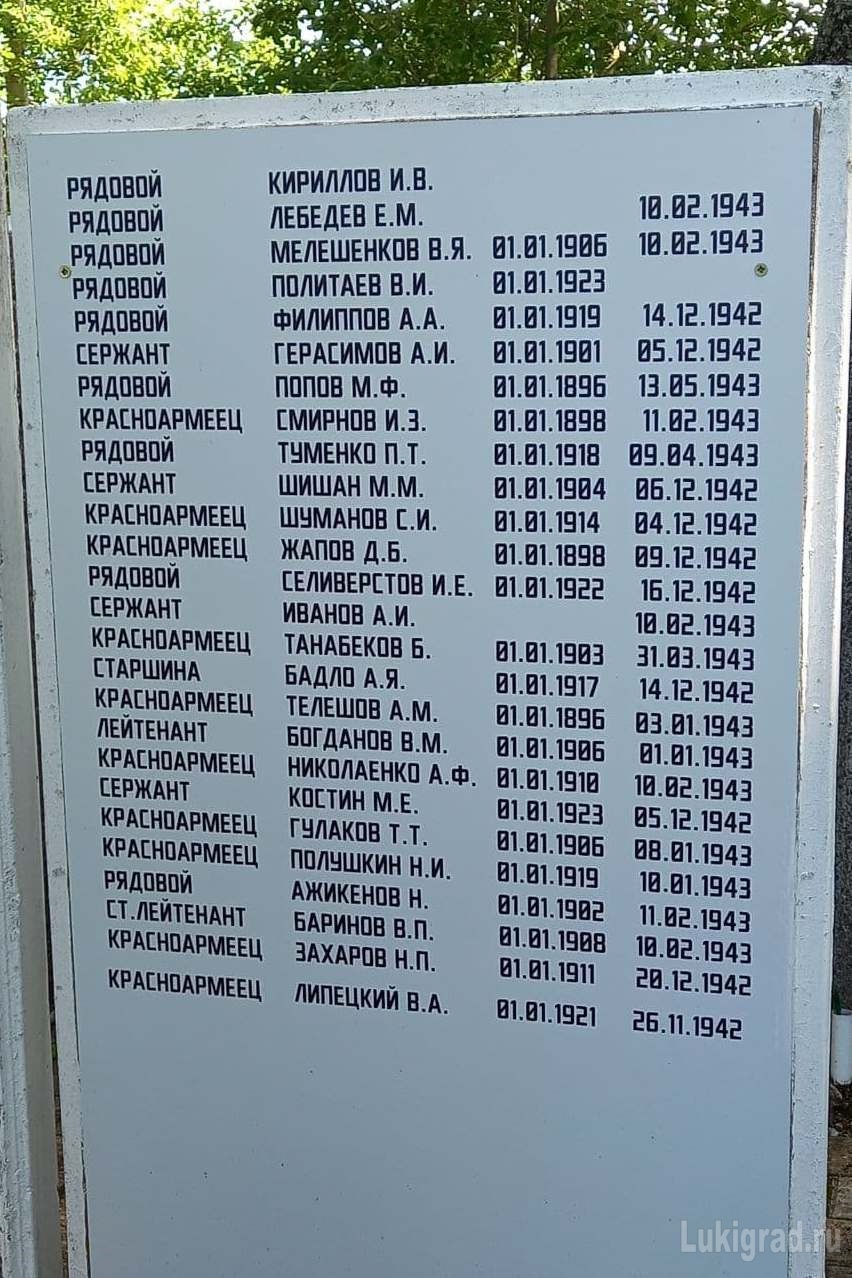 РЯДОВОЙ КИРИЛЛОВ И.В.
РЯДОВОЙ ЛЕБЕДЕВ Е.М. 10.02.1943
РЯДОВОЙ МЕЛЕШЕНКОВ В.Я. 01.01.1906 10.02.1943
РЯДОВОЙ ПОЛИТАЕВ В.И. 01.01.1923
РЯДОВОЙ ФИЛИППОВ А.А. 01.01.1919 14.12.1942
СЕРЖАНТ ГЕРАСИМОВ А.И. 01.01.1901 05.12.1942
РЯДОВОЙ ПОПОВ М.Ф. 01.01.1896 13.05.1943
КРАСНОАРМЕЕЦ СМИРНОВ И.З. 01.01.1898 11.02.1943
РЯДОВОЙ ТУМЕНКО П.Т. 01.01.1918 09.04.1943
СЕРЖАНТ ШИШАН М.М. 01.01.1904 06.12.1942
КРАСНОАРМЕЕЦ ШУМАНОВ С.И. 01.01.1914 04.12.1942
КРАСНОАРМЕЕЦ ЖАПОВ Д.Б. 01.01.1898 09.12.1942
РЯДОВОЙ СЕЛИВЕРСТОВ И.Е. 01.01.1922 16.12.1942
СЕРЖАНТ ИВАНОВ А.И. 10.02.1943
КРАСНОАРМЕЕЦ ТАНАБЕКОВ Б. 01.01.1903 31.03.1943
СТАРШИНА БАДЛО А.Я. 01.01.1917 14.12.1942
КРАСНОАРМЕЕЦ ТЕЛЕШОВ А.М. 01.01.1896 03.01.1943
ЛЕЙТЕНАНТ БОГДАНОВ В.М. 01.01.1906 01.01.1943
КРАСНОАРМЕЕЦ НИКОЛАЕНКО А.Ф. 01.01.1910 10.02.1943
СЕРЖАНТ КОСТИН М.Е. 01.01.1923 05.12.1942
КРАСНОАРМЕЕЦ ГУЛАКОВ Т.Т. 01.01.1906 08.01.1943
КРАСНОАРМЕЕЦ ПОЛУШКИН Н.И. 01.01.1919 10.01.1943
РЯДОВОЙ АЖИКЕНОВ Н. 01.01.1902 11.02.1943
СТ.ЛЕЙТЕНАНТ БАРИНОВ В.П. 01.01.1908 10.02.1943
КРАСНОАРМЕЕЦ ЗАХАРОВ Н.П. 01.01.1911 20.12.1942
КРАСНОАРМЕЕЦ ЛИПЕЦКИЙ В.А. 01.01.1921 26.11.1942
Lukigrad.ru